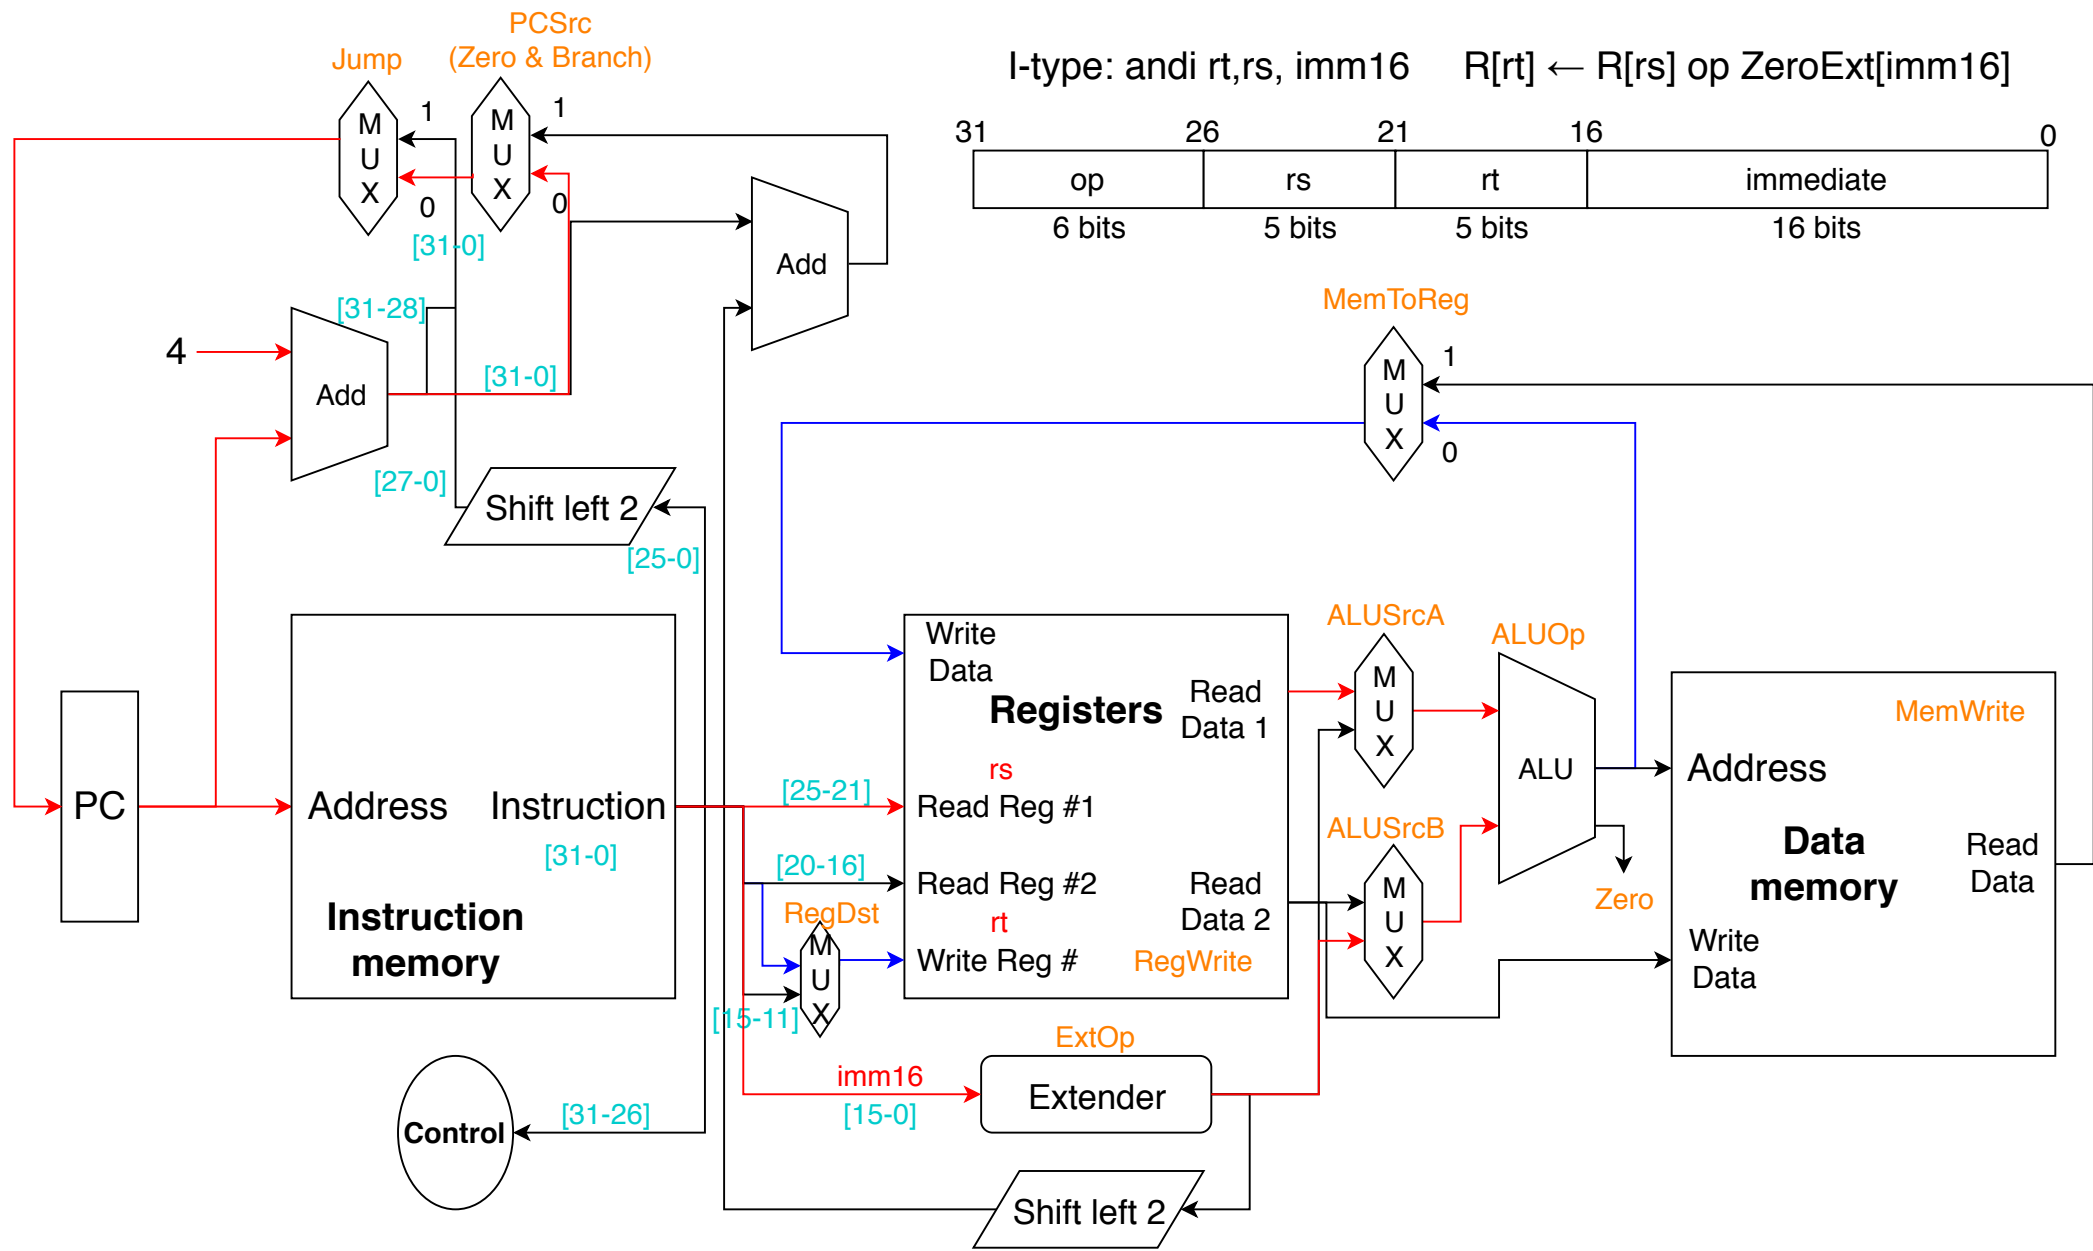 PCSrc
(Zero & Branch)
Jump
I-type: andi rt,rs, imm16 R[rt] ← R[rs] op ZeroExt[imm16]
31 26 21 16 0
op rs rt immediate
6 bits 5 bits 5 bits 16 bits
M
U
X
1
0
M
U
X
1
0
[31-0]
Add
[31-28]
4
Add
[31-0]
[27-0]
Shift left 2
[25-0]
MemToReg
M
U
X
1
0
PC
Address
Instruction
[31-0]
Instruction
memory
Control
[31-26]
[25-21]
[20-16]
RegDst
M
U
X
[15-11]
imm16
[15-0]
Write
Data
Registers
Read
Data 1
rs
Read Reg #1
Read Reg #2
rt
Write Reg #
Read
Data 2
RegWrite
ExtOp
Extender
Shift left 2
ALUSrcA
M
U
X
ALUSrcB
M
U
X
ALUOp
ALU
Zero
MemWrite
Address
Data
memory
Read
Data
Write
Data